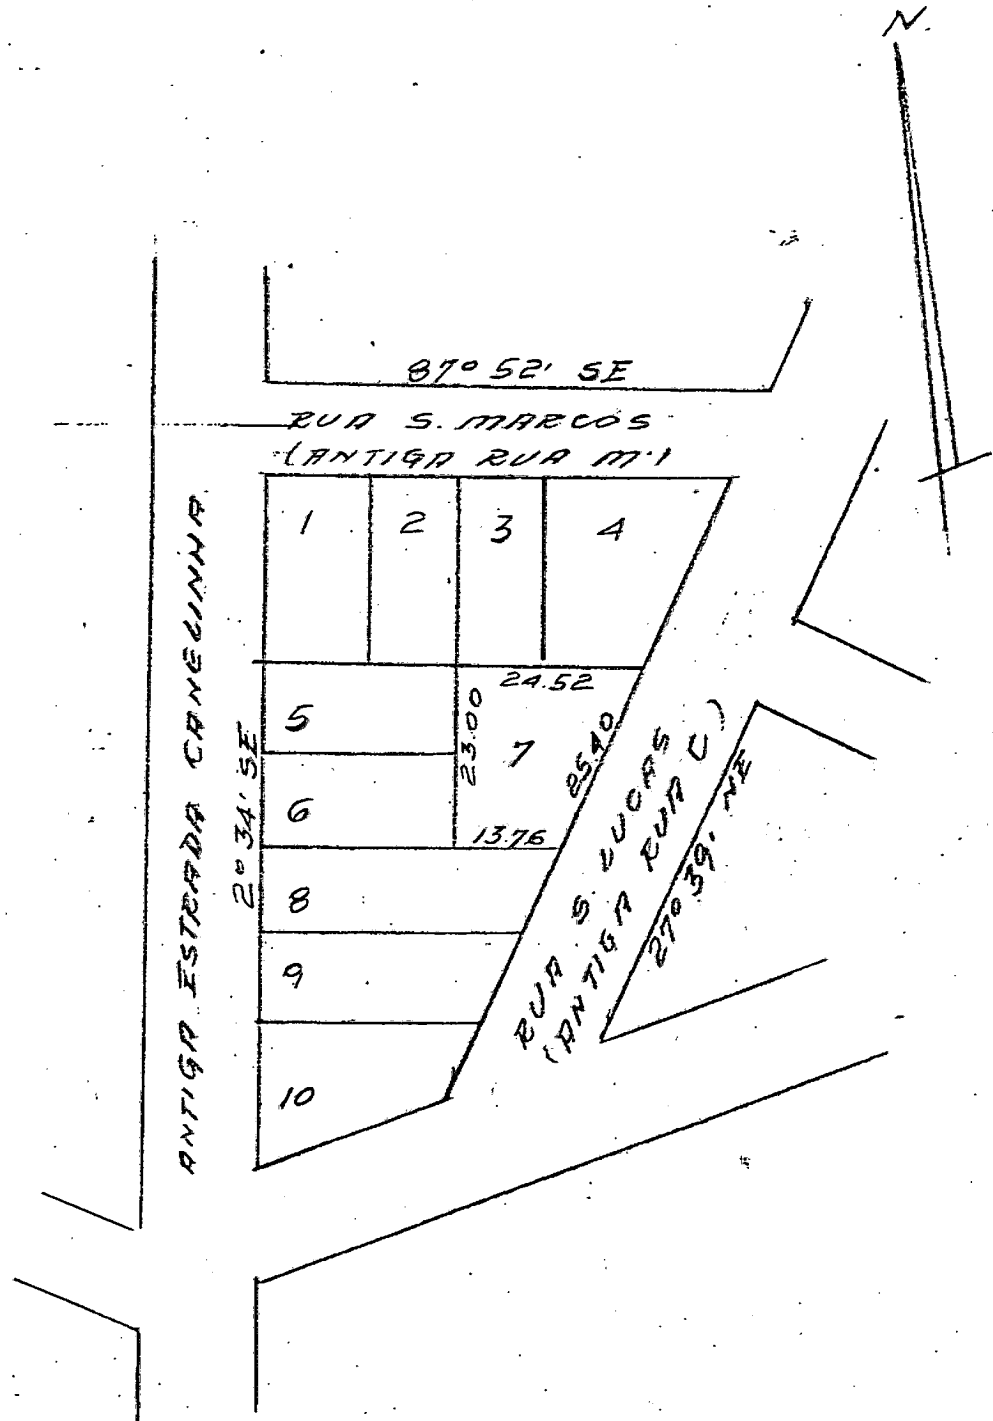 N.
87° 52' SE
RUA S. MARCOS
(ANTIGA RUA M.)
1
2
3
4
ANTIGA ESTRADA CANELINHA
2° 34' SE
5
6
24.52
23.00
7
25.40
13.76
8
9
10
RUA S. LUCAS
(ANTIGA RUA C)
27° 39' NE